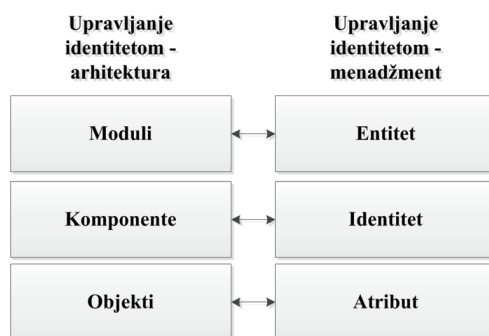 Upravljanje
identitetom -
arhitektura
Upravljanje
identitetom -
menadžment
Moduli
Entitet
Komponente
Identitet
Objekti
Atribut